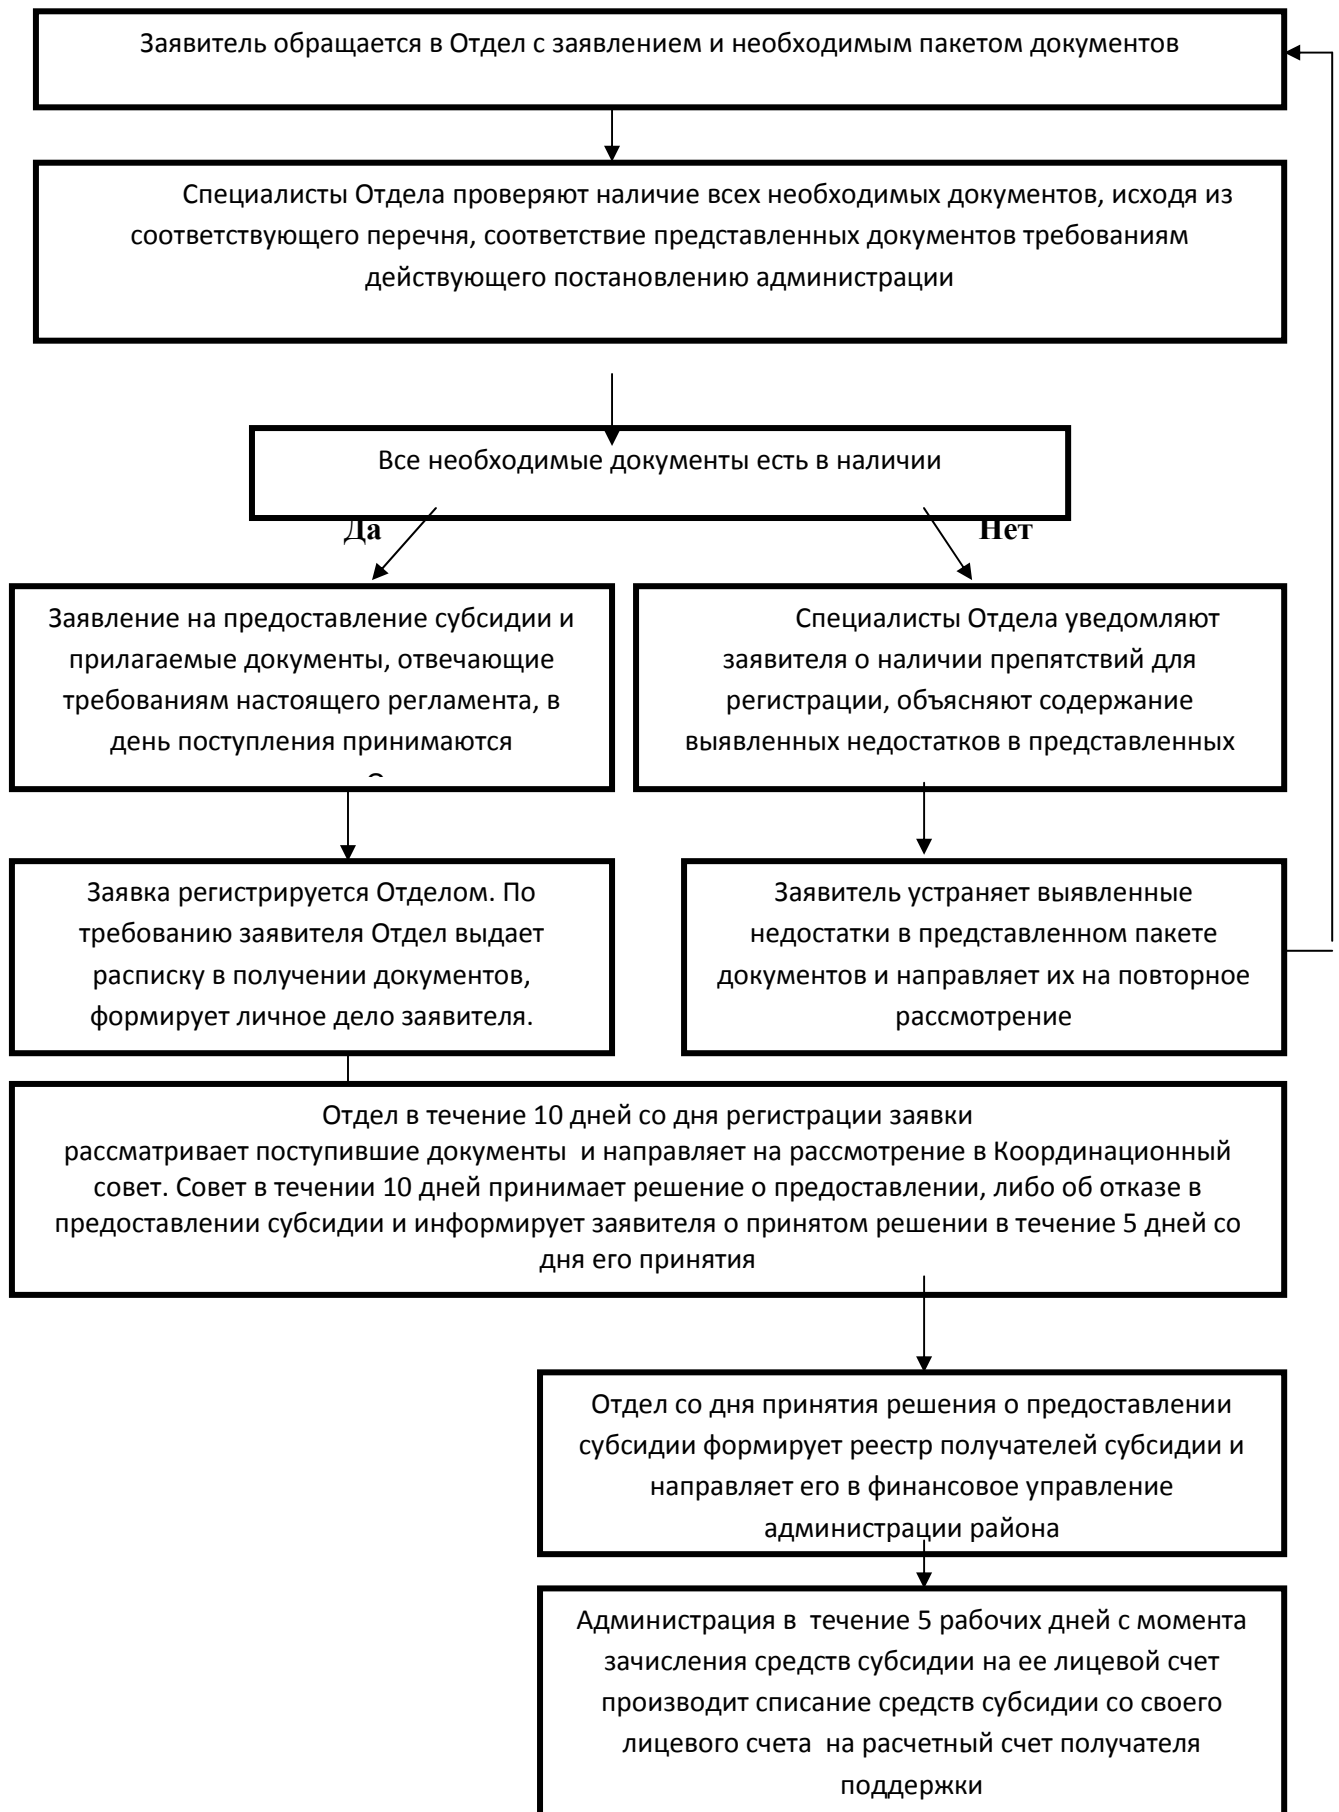 Заявитель обращается в Отдел с заявлением и необходимым пакетом документов
Специалисты Отдела проверяют наличие всех необходимых документов, исходя из
соответствующего перечня, соответствие представленных документов требованиям
действующего постановлению администрации
Все необходимые документы есть в наличии
Да
Нет
Заявление на предоставление субсидии и
прилагаемые документы, отвечающие
требованиям настоящего регламента, в
день поступления принимаются
Специалисты Отдела уведомляют
заявителя о наличии препятствий для
регистрации, объясняют содержание
выявленных недостатков в представленных
Заявка регистрируется Отделом. По
требованию заявителя Отдел выдает
расписку в получении документов,
формирует личное дело заявителя.
Заявитель устраняет выявленные
недостатки в представленном пакете
документов и направляет их на повторное
рассмотрение
Отдел в течение 10 дней со дня регистрации заявки
рассматривает поступившие документы  и направляет на рассмотрение в Координационный
совет. Совет в течении 10 дней принимает решение о предоставлении, либо об отказе в
предоставлении субсидии и информирует заявителя о принятом решении в течение 5 дней со
дня его принятия
Отдел со дня принятия решения о предоставлении
субсидии формирует реестр получателей субсидии и
направляет его в финансовое управление
администрации района
Администрация в  течение 5 рабочих дней с момента
зачисления средств субсидии на ее лицевой счет
производит списание средств субсидии со своего
лицевого счета  на расчетный счет получателя
поддержки